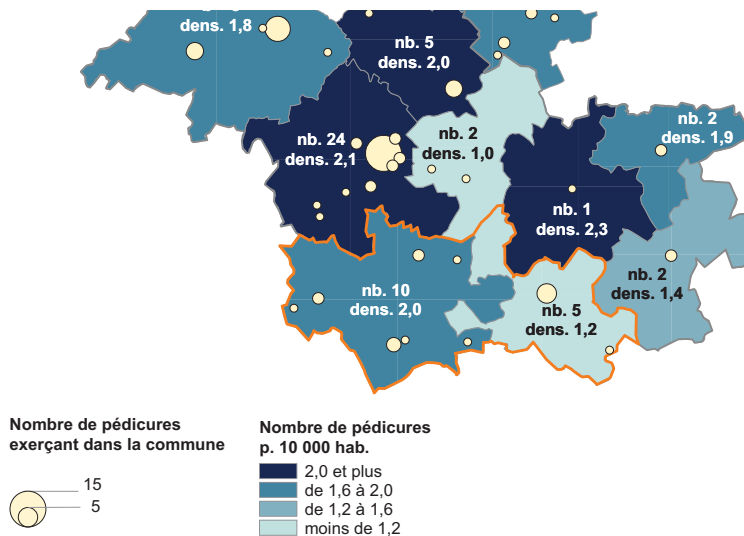 dens. 1,8
nb. 5
dens. 2,0
nb. 24
dens. 2,1
nb. 2
dens. 1,0
nb. 2
dens. 1,9
nb. 1
dens. 2,3
nb. 10
dens. 2,0
nb. 2
dens. 1,4
nb. 5
dens. 1,2
Nombre de pédicures
exerçant dans la commune
15
5
Nombre de pédicures
p. 10 000 hab.
2,0 et plus
de 1,6 à 2,0
de 1,2 à 1,6
moins de 1,2